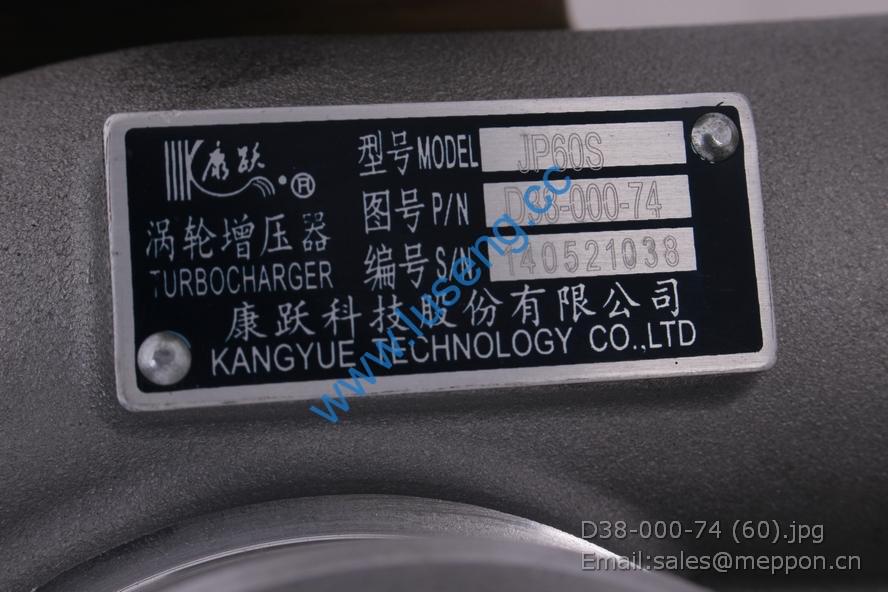 康跃®
涡轮增压器
TURBOCHARGER
型号MODEL JP60S
图号P/N D38-000-74
编号S/N 140521038
康跃科技股份有限公司
KANGYUE TECHNOLOGY CO.,LTD
www.luseng.cc
D38-000-74 (60).jpg
Email:sales@meppon.cn